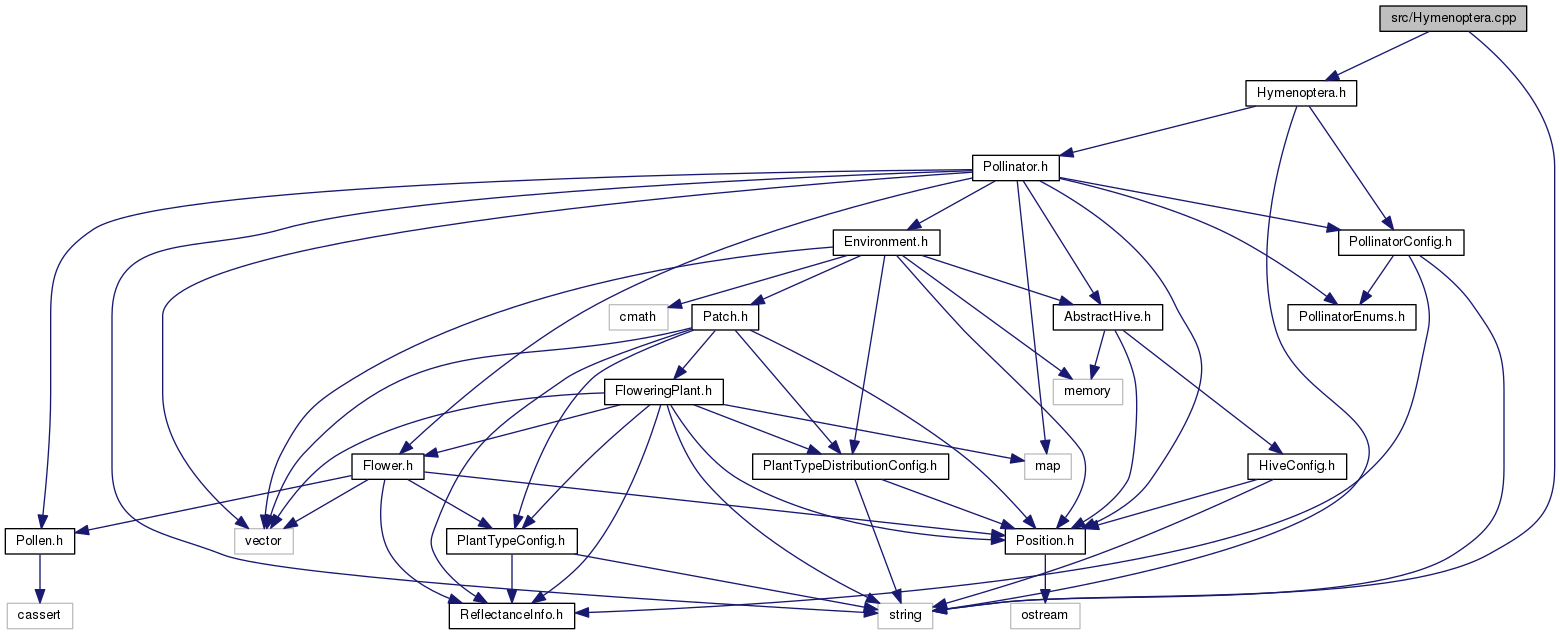 src/Hymenoptera.cpp
Hymenoptera.h
Pollinator.h
Environment.h
PollinatorConfig.h
cmath
Patch.h
AbstractHive.h
PollinatorEnums.h
FloweringPlant.h
memory
Flower.h
PlantTypeDistributionConfig.h
map
HiveConfig.h
Pollen.h
vector
PlantTypeConfig.h
Position.h
cassert
ReflectanceInfo.h
string
ostream